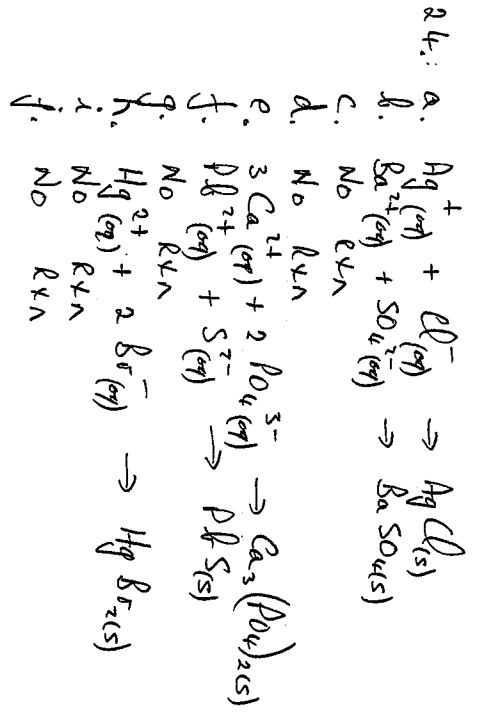 24.: a. Ag⁺(aq) + Cl⁻(aq) → AgCl(s)
b. Ba²⁺(aq) + SO₄²⁻(aq) → BaSO₄(s)
c. No Rxn
d. No Rxn
e. 3 Ca²⁺(aq) + 2 PO₄³⁻(aq) → Ca₃(PO₄)₂(s)
f. Pb²⁺(aq) + S²⁻(aq) → PbS(s)
g. No Rxn
h. Hg²⁺(aq) + 2 Br⁻(aq) → HgBr₂(s)
i. No Rxn
j. No Rxn